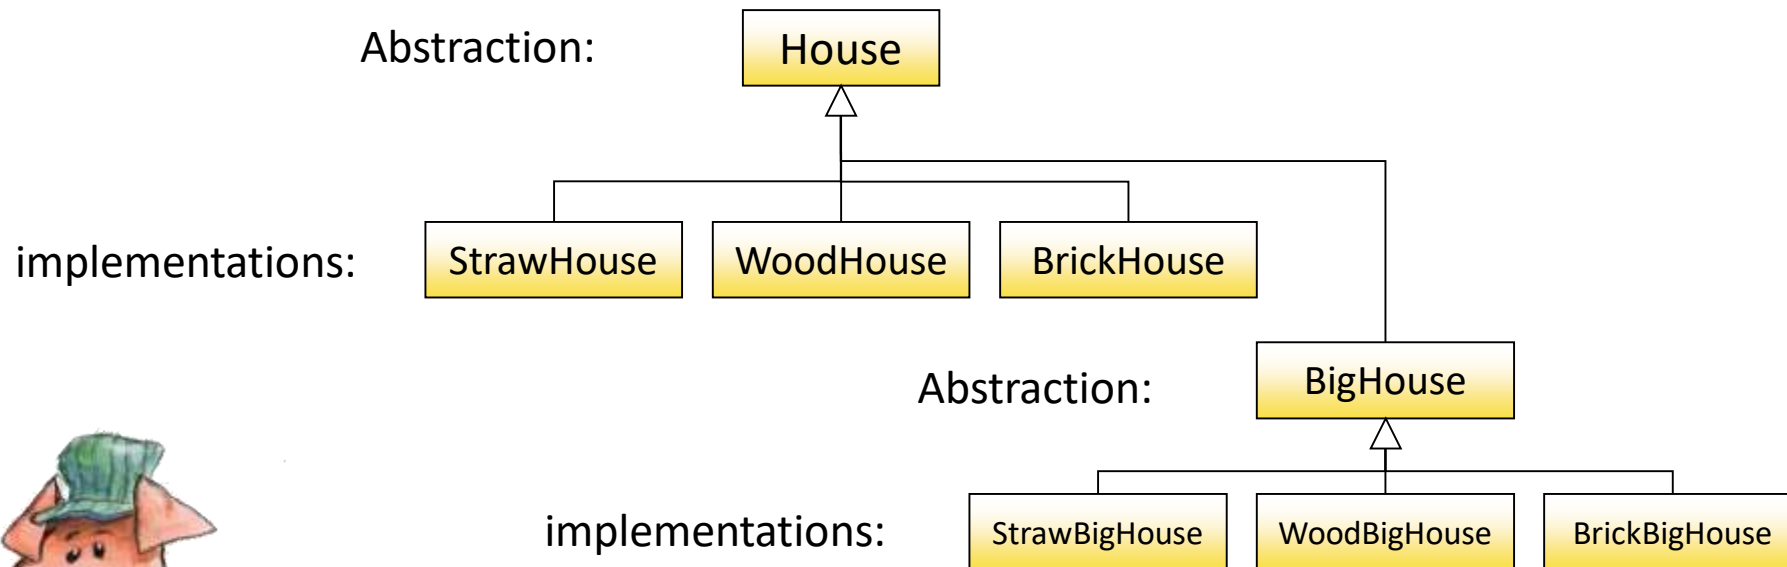 Abstraction:
House
implementations:
StrawHouse
WoodHouse
BrickHouse
Abstraction:
BigHouse
implementations:
StrawBigHouse
WoodBigHouse
BrickBigHouse